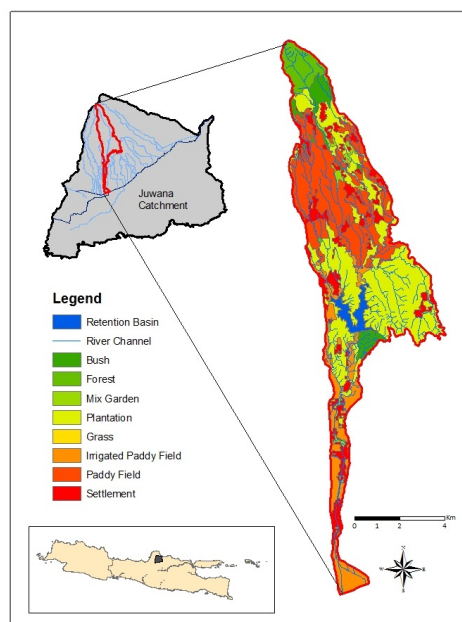 Juwana
Catchment
Legend
Retention Basin
River Channel
Bush
Forest
Mix Garden
Plantation
Grass
Irrigated Paddy Field
Paddy Field
Settlement
0 1 2 4
Km